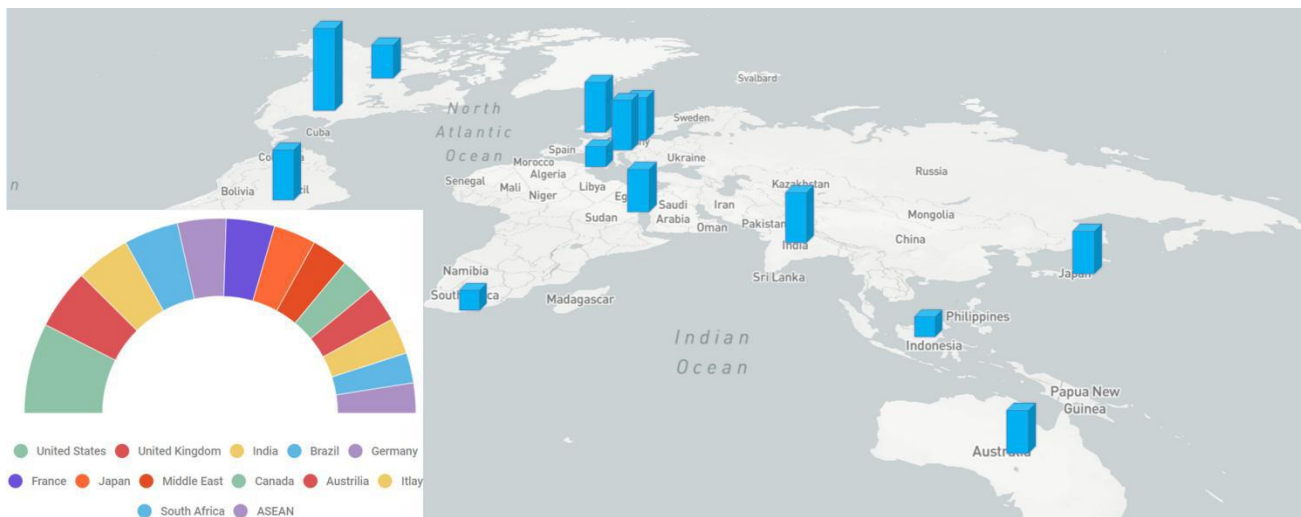 Svalbard
North
Atlantic
Ocean
Sweden
Cuba
Spain
Ukraine
Morocco
Algeria
Russia
Senegal
Mali
Libya
Kazakhstan
Bolivia
Niger
Saudi
Arabia
Iran
Mongolia
Sudan
Oman
Pakistan
China
India
Namibia
Sri Lanka
Japan
Madagascar
Philippines
Indonesia
Indian
Ocean
Papua New
Guinea
Australia
United States United Kingdom India Brazil Germany
France Japan Middle East Canada Austrilia Itlay
South Africa ASEAN